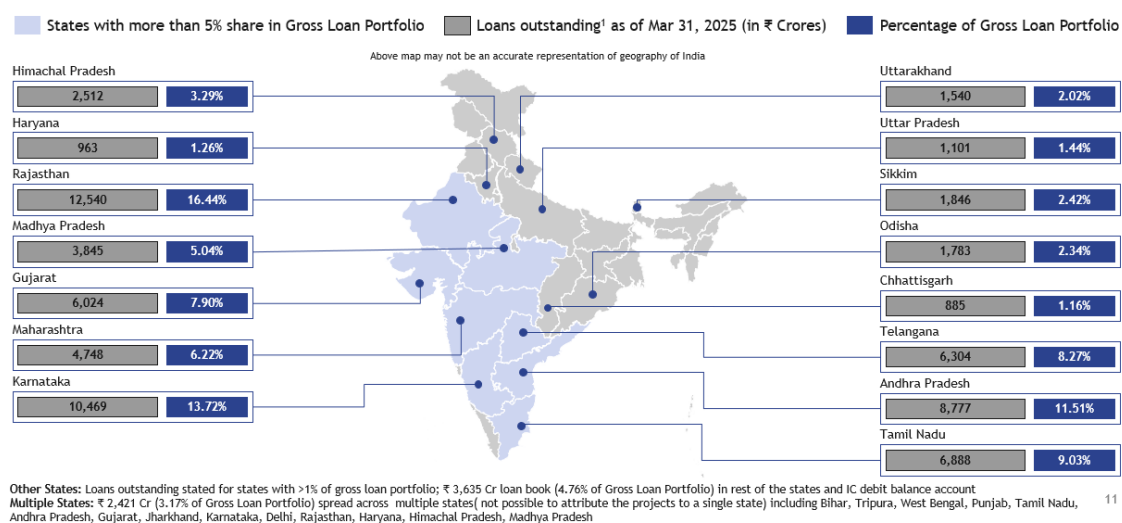 States with more than 5% share in Gross Loan Portfolio
Loans outstanding¹ as of Mar 31, 2025 (in ₹ Crores)
Percentage of Gross Loan Portfolio
Above map may not be an accurate representation of geography of India
Himachal Pradesh
2,512 3.29%
Haryana
963 1.26%
Rajasthan
12,540 16.44%
Madhya Pradesh
3,845 5.04%
Gujarat
6,024 7.90%
Maharashtra
4,748 6.22%
Karnataka
10,469 13.72%
Uttarakhand
1,540 2.02%
Uttar Pradesh
1,101 1.44%
Sikkim
1,846 2.42%
Odisha
1,783 2.34%
Chhattisgarh
885 1.16%
Telangana
6,304 8.27%
Andhra Pradesh
8,777 11.51%
Tamil Nadu
6,888 9.03%
Other States: Loans outstanding stated for states with >1% of gross loan portfolio; ₹ 3,635 Cr loan book (4.76% of Gross Loan Portfolio) in rest of the states and IC debit balance account
Multiple States: ₹ 2,421 Cr (3.17% of Gross Loan Portfolio) spread across multiple states( not possible to attribute the projects to a single state) including Bihar, Tripura, West Bengal, Punjab, Tamil Nadu,
Andhra Pradesh, Gujarat, Jharkhand, Karnataka, Delhi, Rajasthan, Haryana, Himachal Pradesh, Madhya Pradesh
11